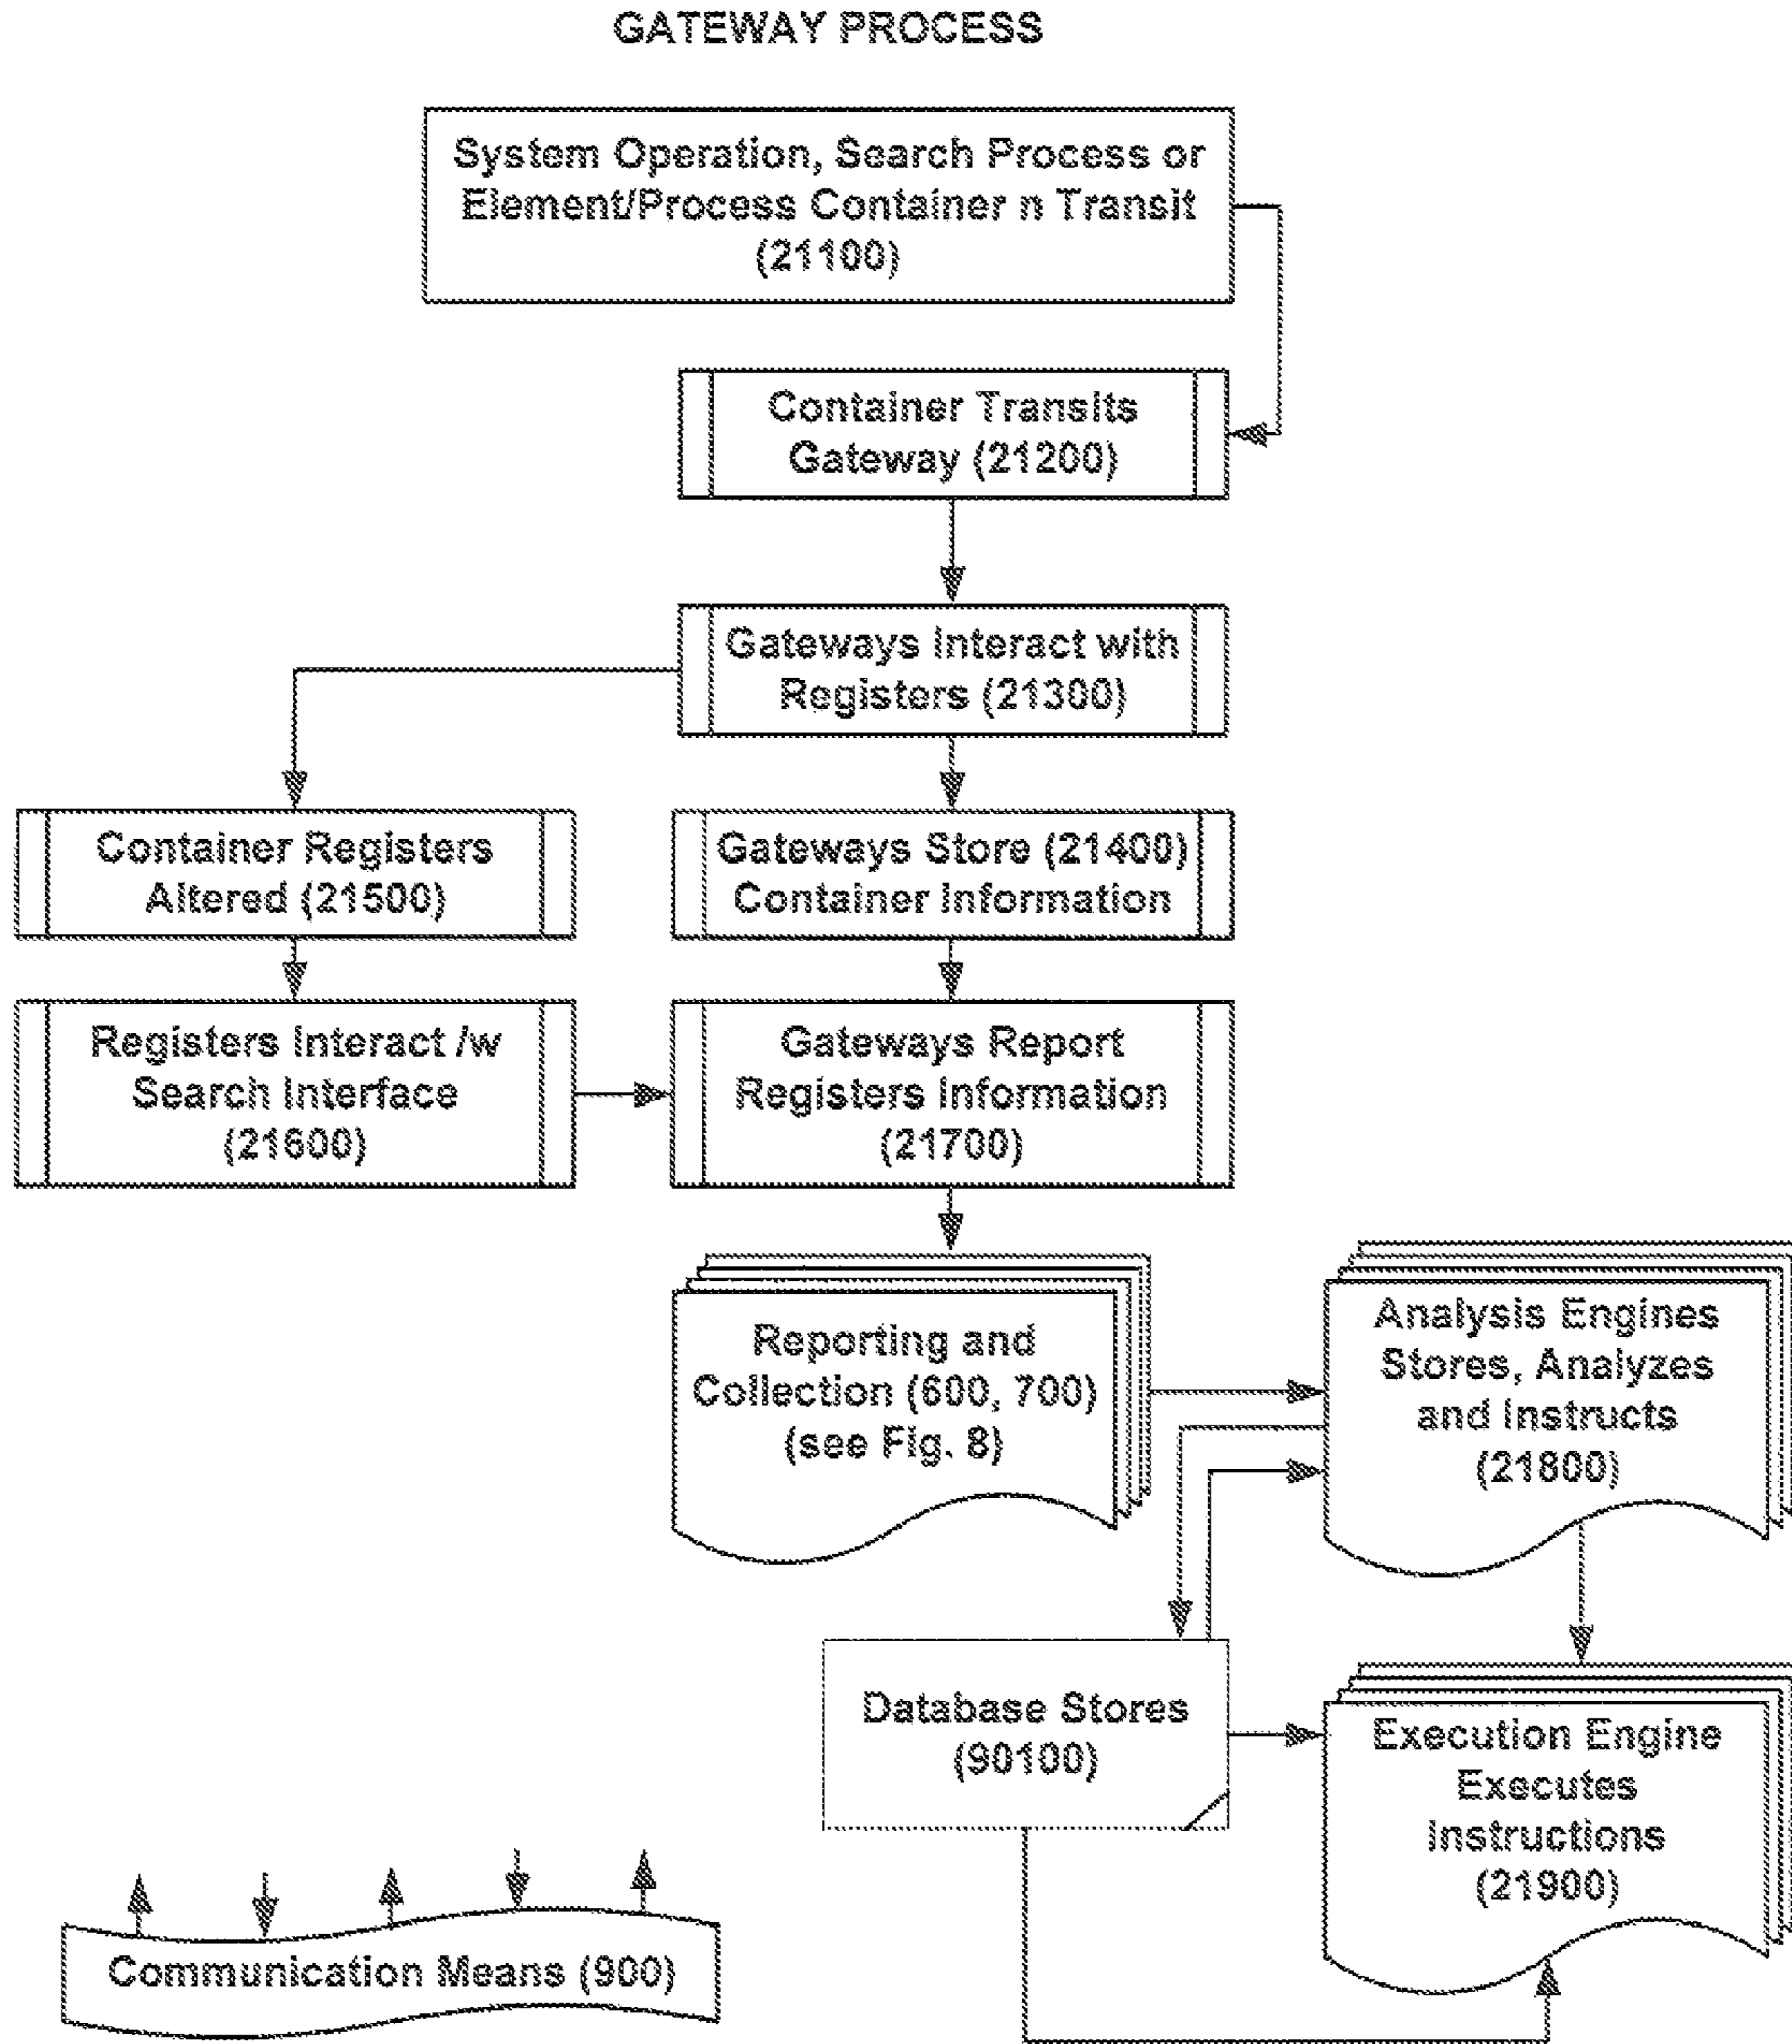 GATEWAY PROCESS
System Operation, Search Process or
Element/Process Container n Transit
(21100)
Container Transits
Gateway (21200)
Gateways Interact with
Registers (21300)
Container Registers
Altered (21500)
Gateways Store (21400)
Container Information
Registers Interact /w
Search Interface
(21600)
Gateways Report
Registers Information
(21700)
Reporting and
Collection (600, 700)
(see Fig. 8)
Analysis Engines
Stores, Analyzes
and Instructs
(21800)
Database Stores
(90100)
Execution Engine
Executes
Instructions
(21900)
Communication Means (900)